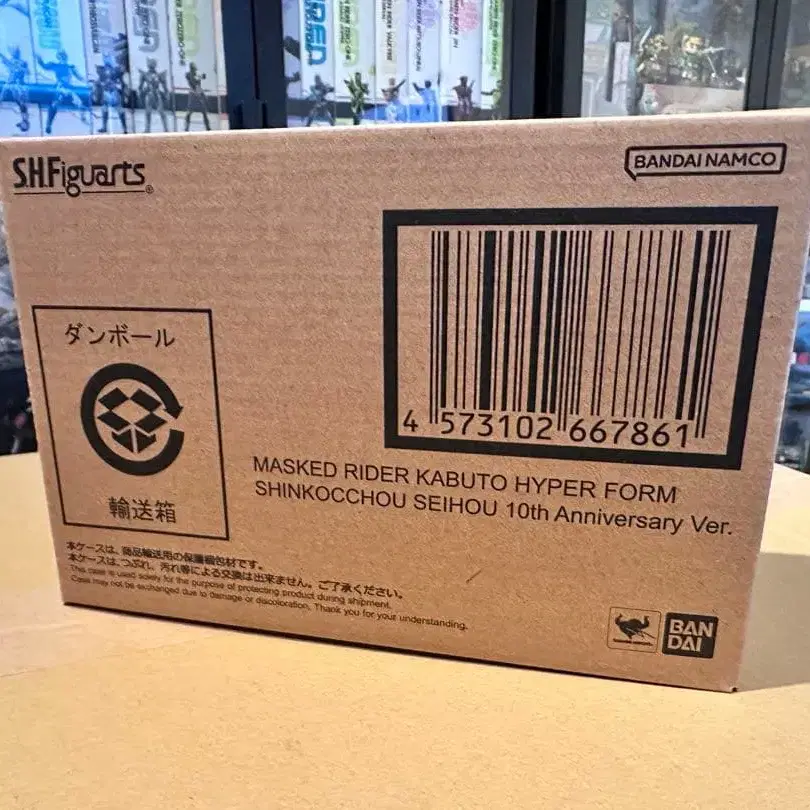 S.H.Figuarts®
BANDAI NAMCO
4 573102 667861
ダンボール
輸送箱
MASKED RIDER KABUTO HYPER FORM
SHINKOCCHOU SEIHOU 10th Anniversary Ver.
本ケースは、商品輸送用の保護梱包材です。
本ケースは、つぶれ、汚れ等による交換は出来ません。ご了承ください。
This case is used solely for the purpose of protecting product during shipment.
Case may not be exchanged due to damage or discoloration. Thank you for your understanding.
BAN
DAI